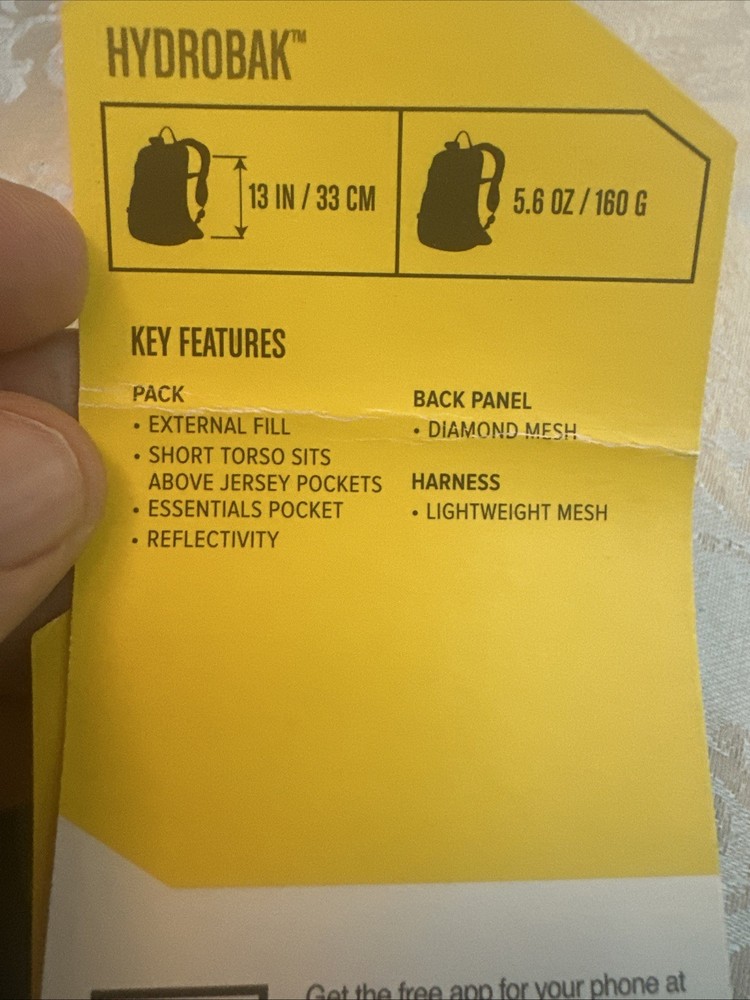 HYDROBAK™
13 IN / 33 CM
5.6 OZ / 160 G
KEY FEATURES
PACK
• EXTERNAL FILL
• SHORT TORSO SITS
ABOVE JERSEY POCKETS
• ESSENTIALS POCKET
• REFLECTIVITY
BACK PANEL
• DIAMOND MESH
HARNESS
• LIGHTWEIGHT MESH
Get the free app for your phone at